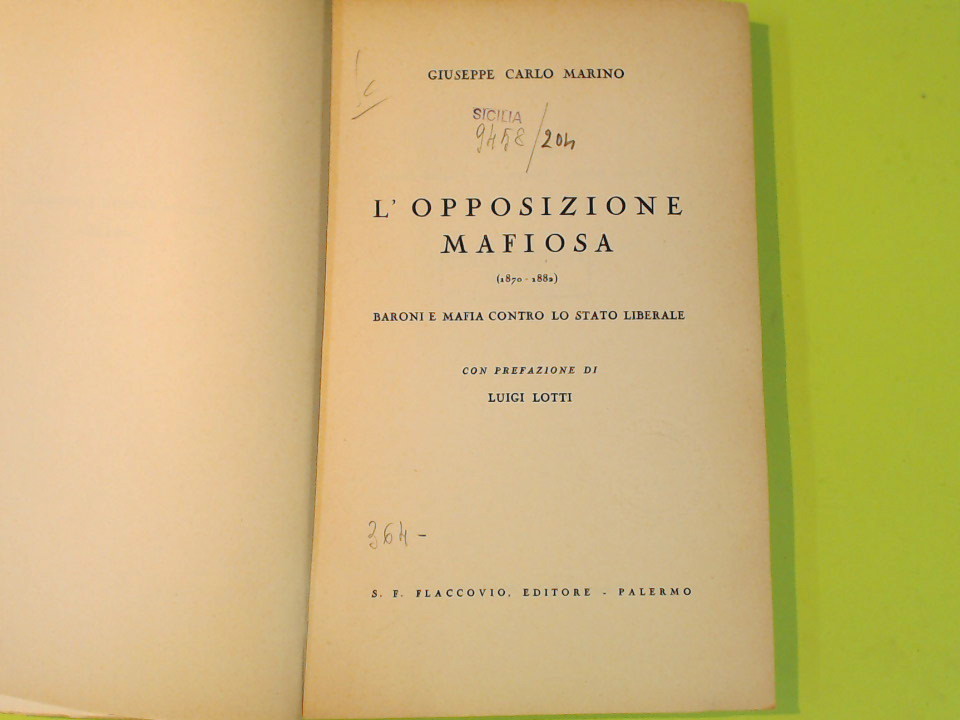 GIUSEPPE CARLO MARINO
SICILIA
9458/204
L' OPPOSIZIONE
MAFIOSA
(1870-1882)
BARONI E MAFIA CONTRO LO STATO LIBERALE
CON PREFAZIONE DI
LUIGI LOTTI
364-
S. F. FLACCOVIO, EDITORE - PALERMO